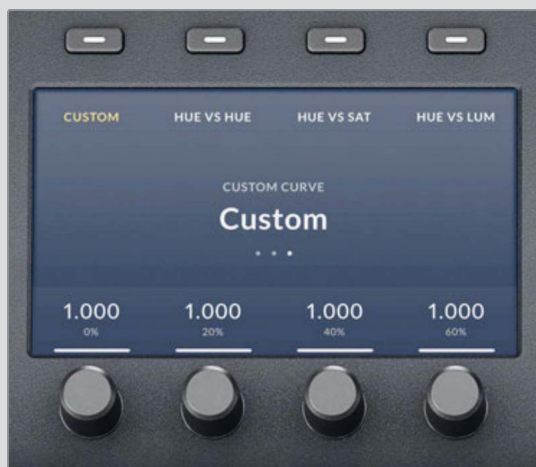 CUSTOM HUE VS HUE HUE VS SAT HUE VS LUM
CUSTOM CURVE
Custom
1.000 1.000 1.000 1.000
0% 20% 40% 60%